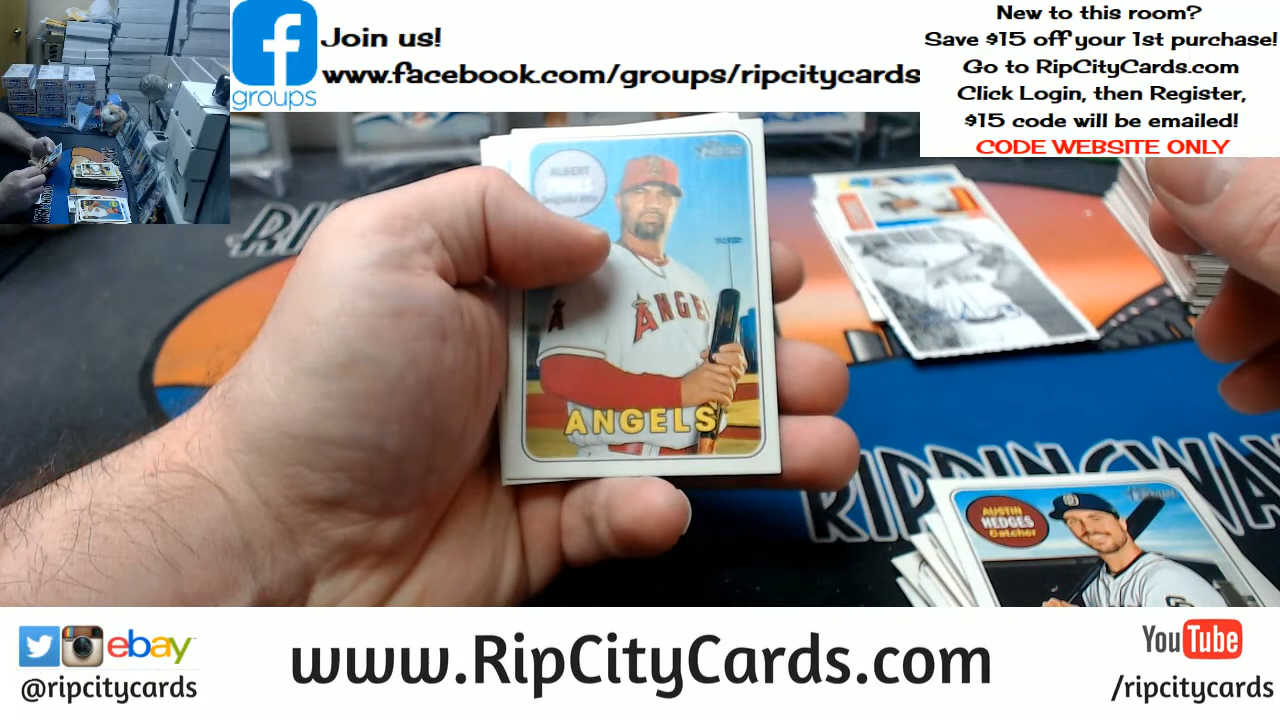 f
groups
Join us!
www.facebook.com/groups/ripcitycards
New to this room?
Save $15 off your 1st purchase!
Go to RipCityCards.com
Click Login, then Register,
$15 code will be emailed!
CODE WEBSITE ONLY
ALBERT
ANGELS
ANGELS
AUSTIN
HEDGES
Catcher
RIPPINGWA
ebay
@ripcitycards
www.RipCityCards.com
YouTube
/ripcitycards